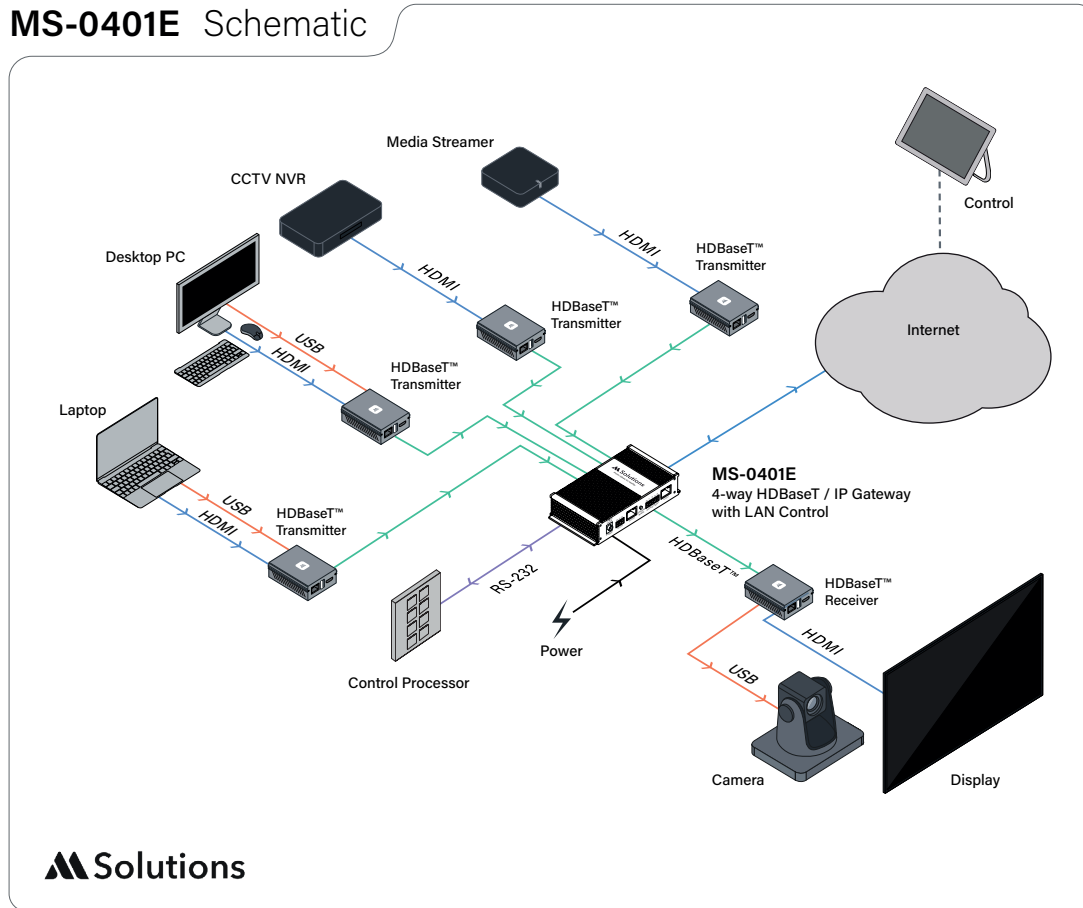 MS-0401E Schematic
Media Streamer
CCTV NVR
Control
HDMI
HDBaseT™
Transmitter
Desktop PC
HDMI
HDBaseT™
Transmitter
Internet
USB
HDMI
HDBaseT™
Transmitter
Laptop
M Solutions
MS-0401E
4-way HDBaseT / IP Gateway
with LAN Control
USB
HDMI
HDBaseT™
Transmitter
HDBaseT™
HDBaseT™
Receiver
RS-232
Power
HDMI
USB
Control Processor
Camera
Display
M Solutions